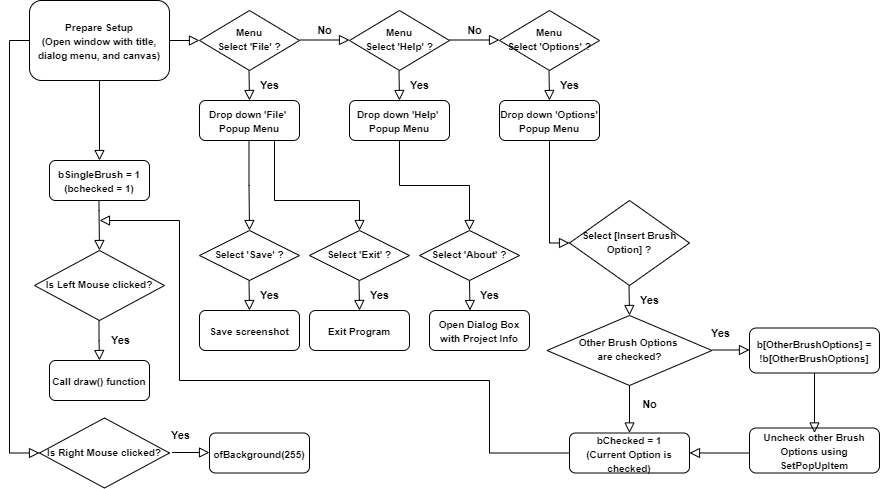 Prepare Setup
(Open window with title,
dialog menu, and canvas)
Menu
Select 'File' ?
No
Menu
Select 'Help' ?
No
Menu
Select 'Options' ?
Yes
Yes
Yes
Drop down 'File'
Popup Menu
Drop down 'Help'
Popup Menu
Drop down 'Options'
Popup Menu
bSingleBrush = 1
(bchecked = 1)
Select [Insert Brush
Option] ?
Select 'Save' ?
Select 'Exit' ?
Select 'About' ?
Is Left Mouse clicked?
Yes
Yes
Yes
Yes
Save screenshot
Exit Program
Open Dialog Box
with Project Info
Yes
Other Brush Options
are checked?
Yes
b[OtherBrushOptions] =
!b[OtherBrushOptions]
Call draw() function
No
Is Right Mouse clicked?
Yes
ofBackground(255)
bChecked = 1
(Current Option is
checked)
Uncheck other Brush
Options using
SetPopUpItem